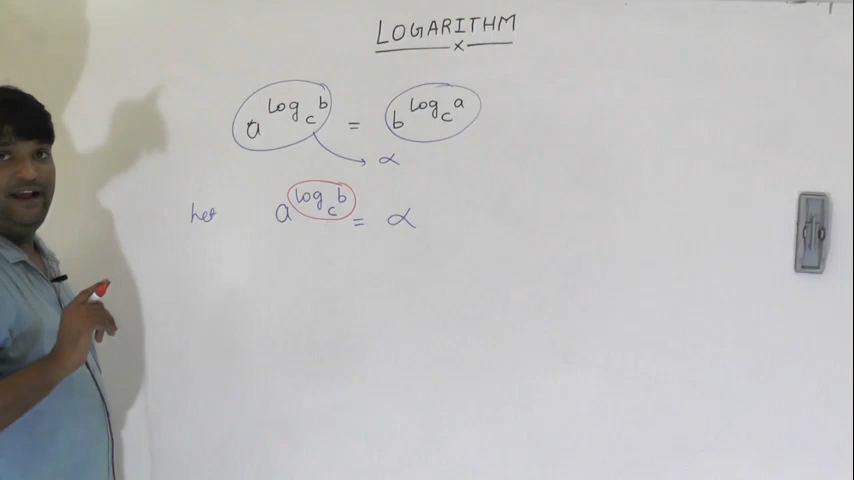 LOGARITHM
x
a^{log_c b} = b^{log_c a}
α
let a^{log_c b} = α